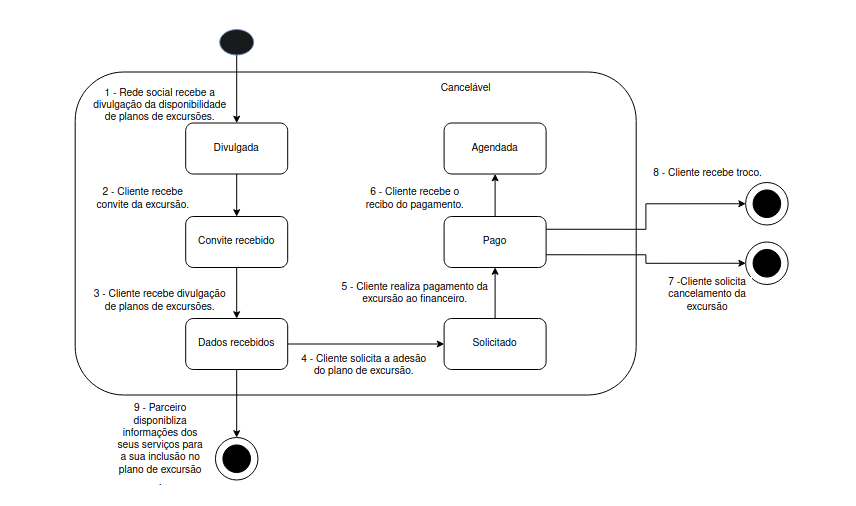 Cancelável
1 - Rede social recebe a
divulgação da disponibilidade
de planos de excursões.
Divulgada
2 - Cliente recebe
convite da excursão.
Convite recebido
3 - Cliente recebe divulgação
de planos de excursões.
Dados recebidos
4 - Cliente solicita a adesão
do plano de excursão.
Solicitado
5 - Cliente realiza pagamento da
excursão ao financeiro.
Pago
6 - Cliente recebe o
recibo do pagamento.
Agendada
8 - Cliente recebe troco.
7 -Cliente solicita
cancelamento da
excursão
9 - Parceiro
disponibliza
informações dos
seus serviços para
a sua inclusão no
plano de excursão
.